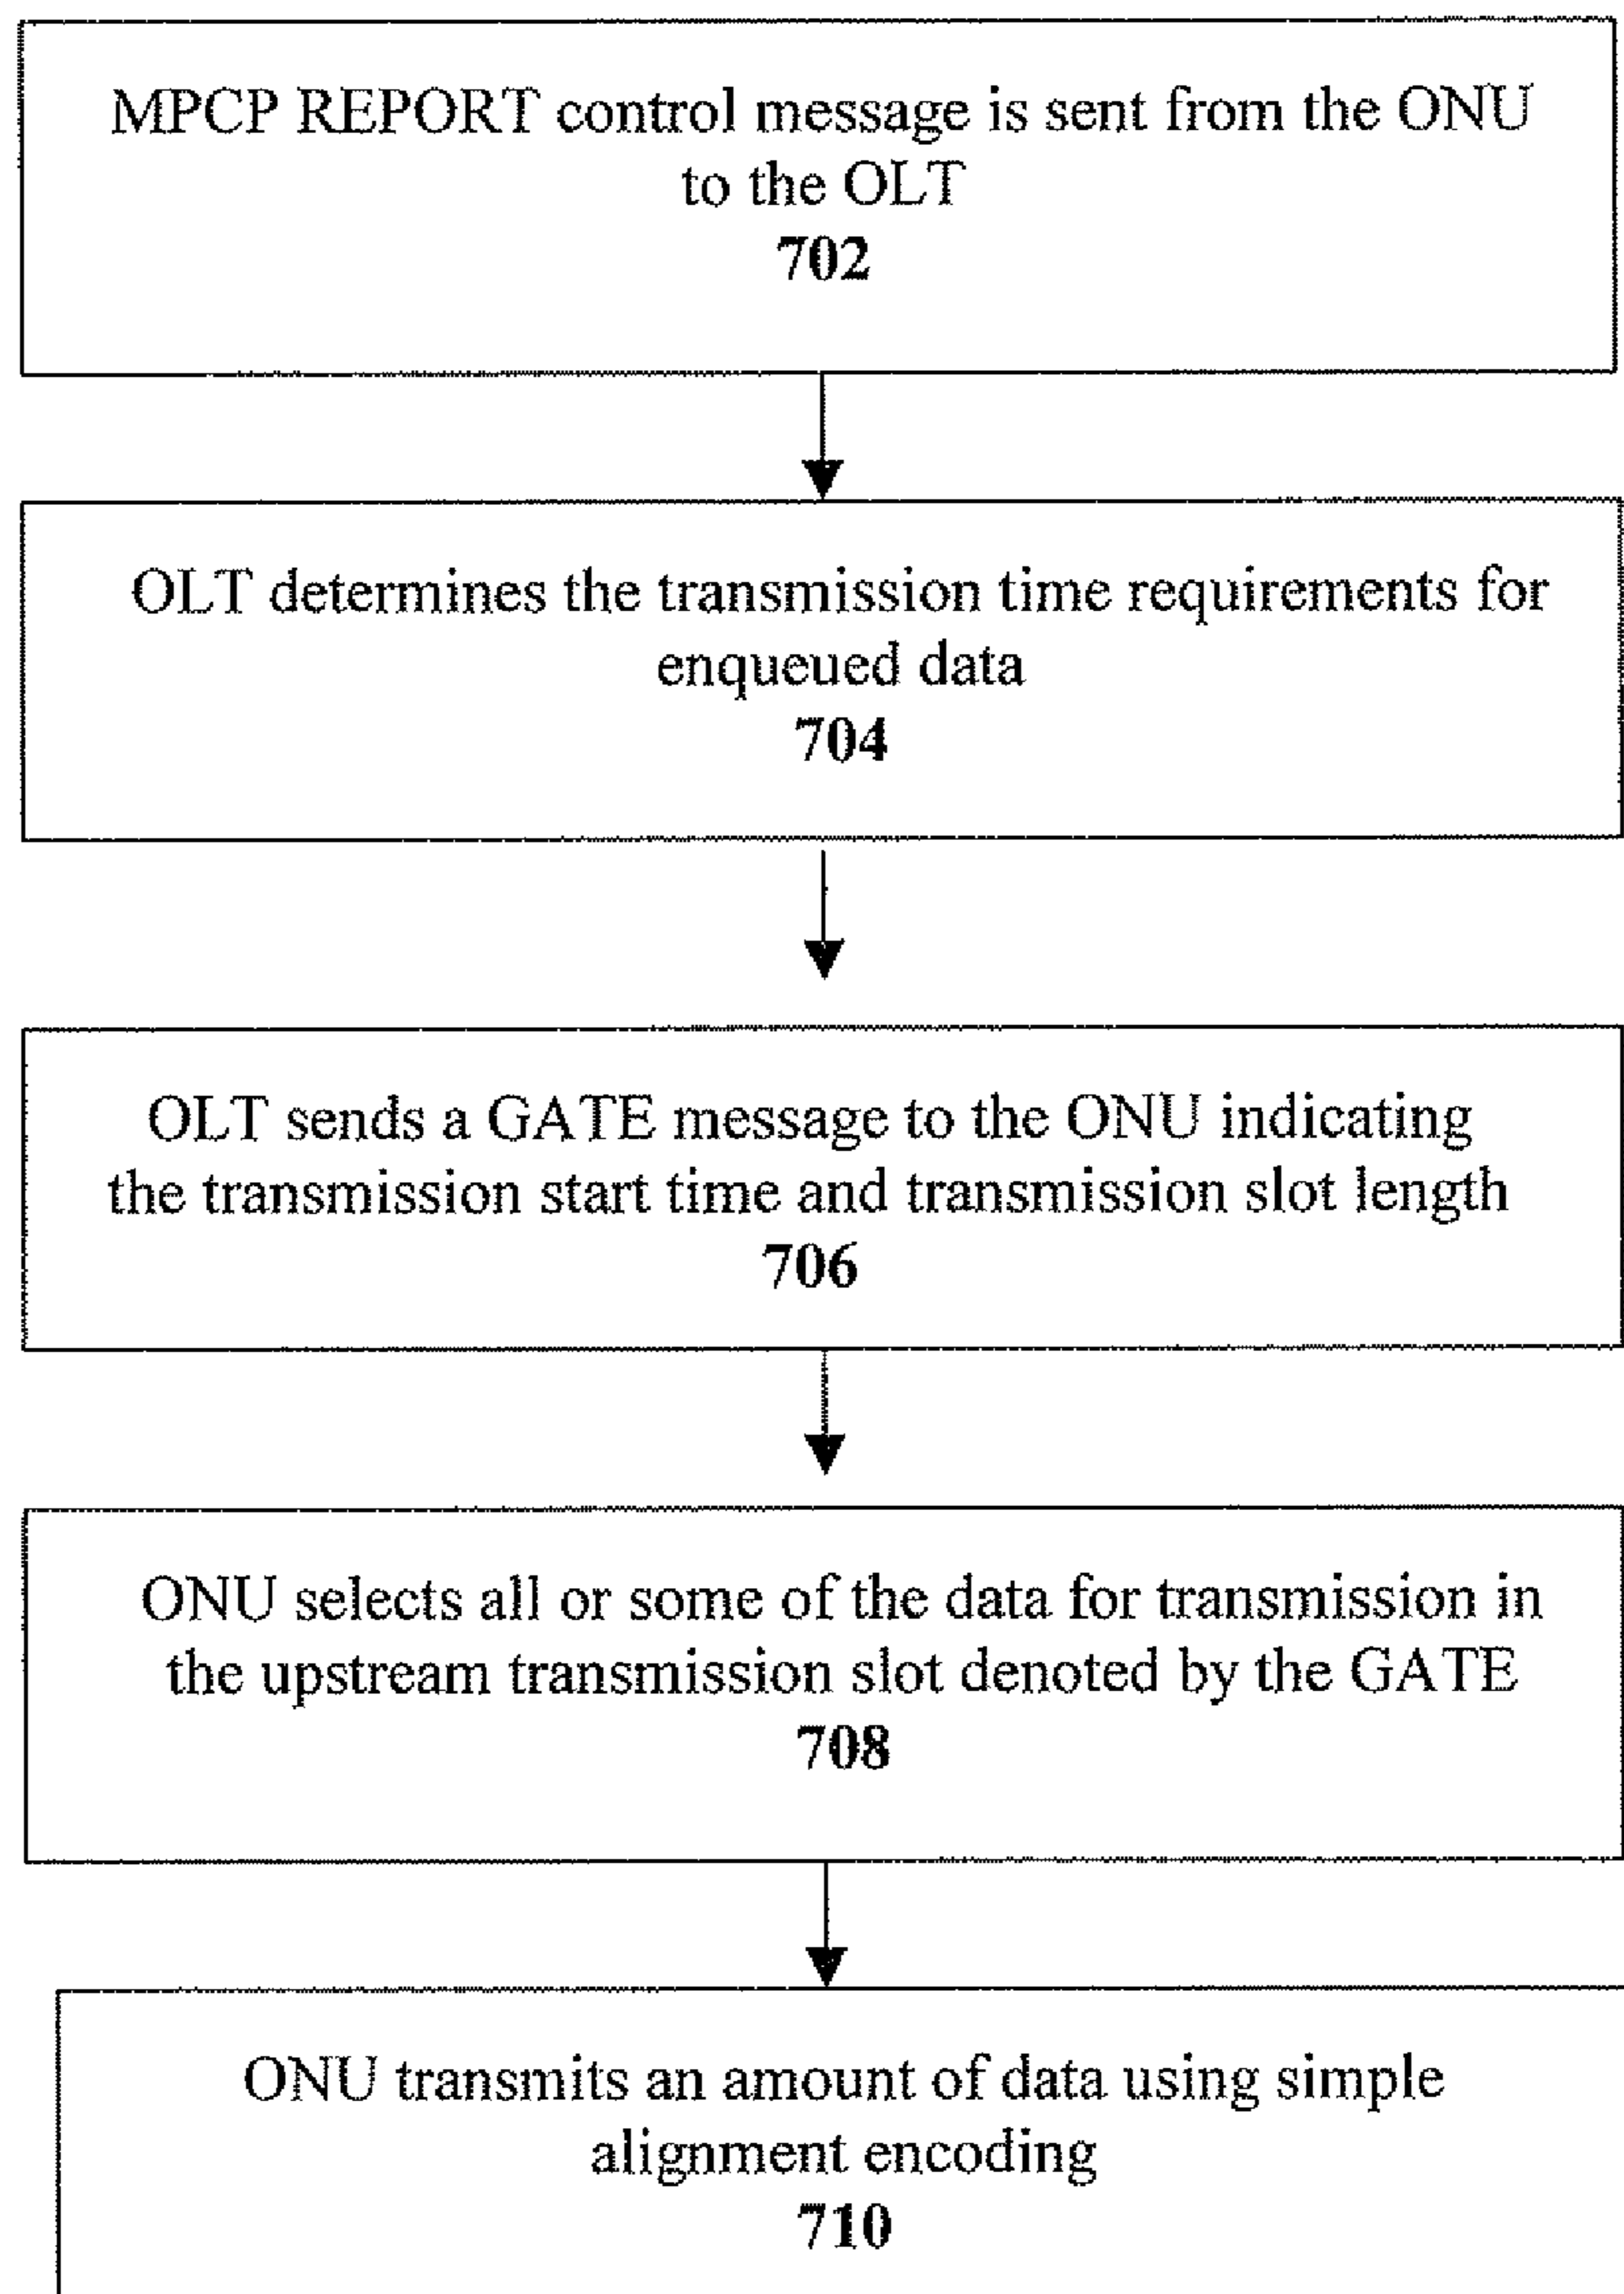 MPCP REPORT control message is sent from the ONU
to the OLT
702
OLT determines the transmission time requirements for
enqueued data
704
OLT sends a GATE message to the ONU indicating
the transmission start time and transmission slot length
706
ONU selects all or some of the data for transmission in
the upstream transmission slot denoted by the GATE
708
ONU transmits an amount of data using simple
alignment encoding
710